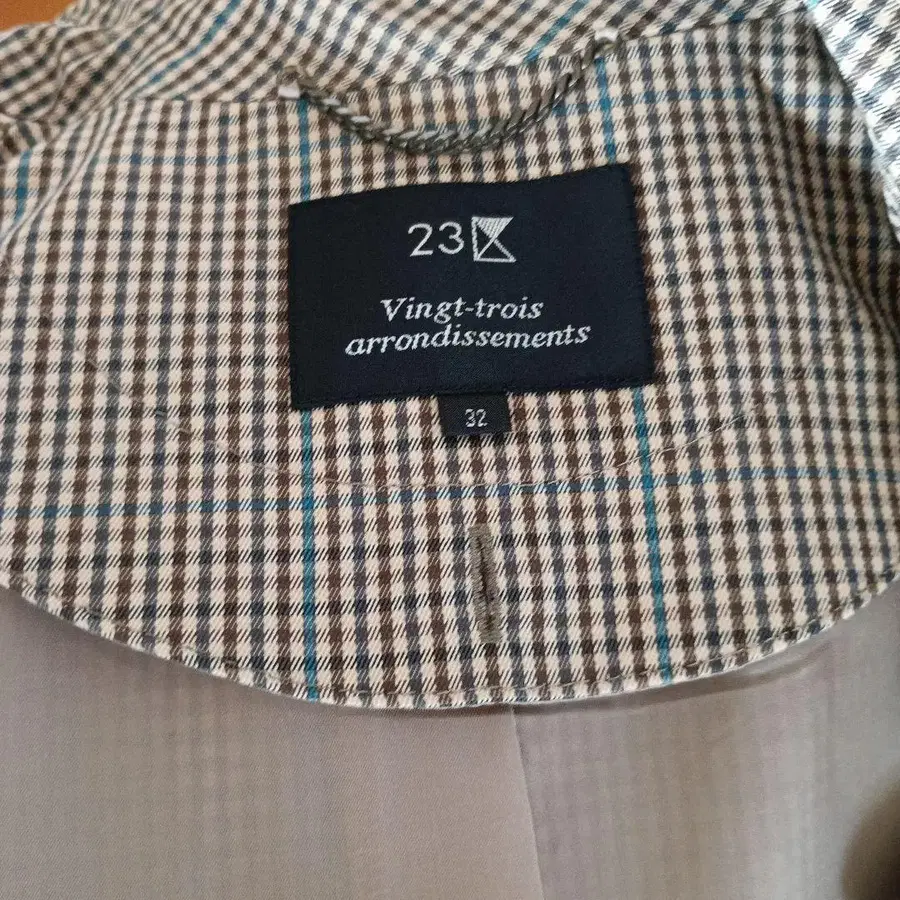 23
Vingt-trois
arrondissements
32